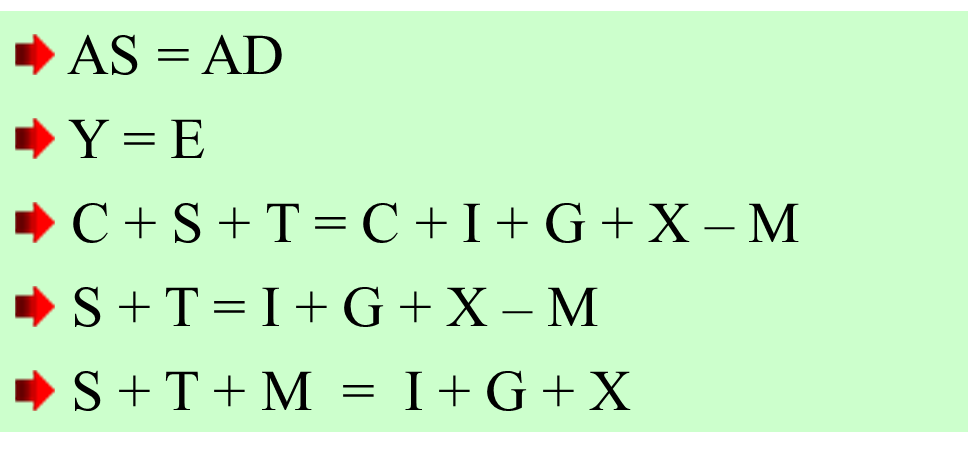 AS = AD
Y = E
C + S + T = C + I + G + X – M
S + T = I + G + X – M
S + T + M = I + G + X